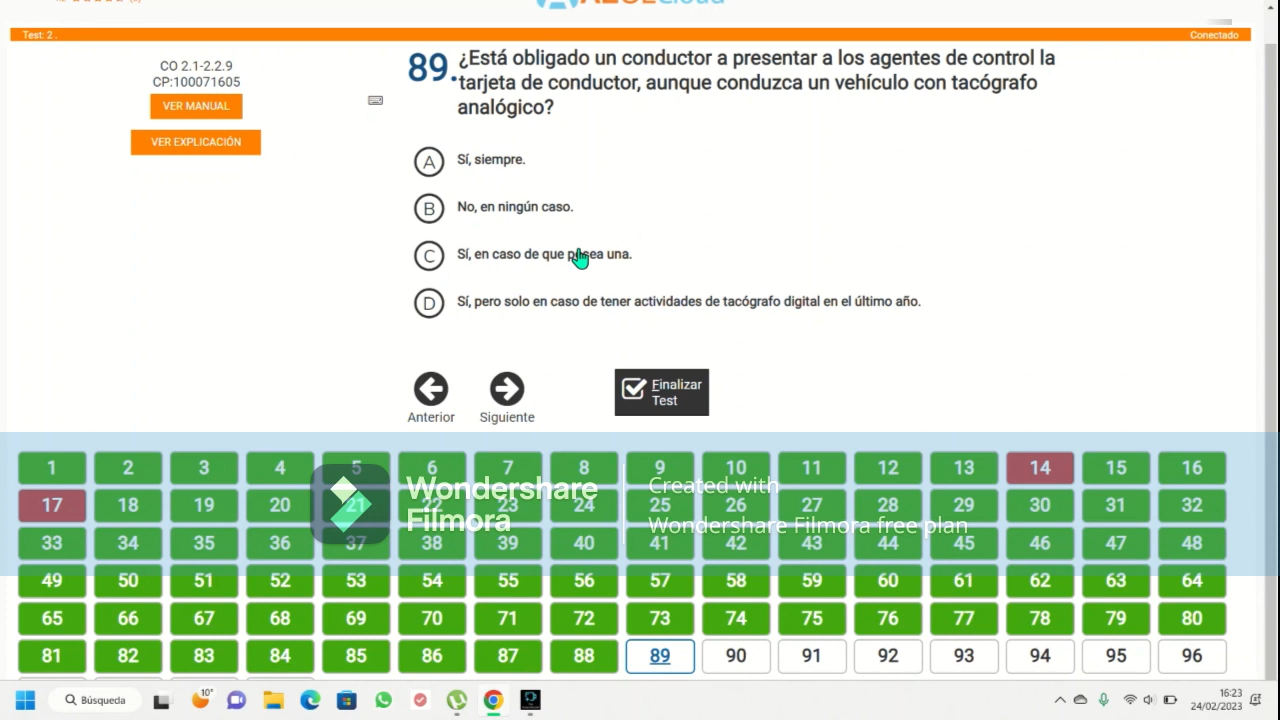 Test: 2 .
Conectado
CO 2.1-2.2.9
CP:100071605
VER MANUAL
VER EXPLICACIÓN
89.
¿Está obligado un conductor a presentar a los agentes de control la
tarjeta de conductor, aunque conduzca un vehículo con tacógrafo
analógico?
A Sí, siempre.
B No, en ningún caso.
C Sí, en caso de que posea una.
D Sí, pero solo en caso de tener actividades de tacógrafo digital en el último año.
Anterior
Siguiente
Finalizar
Test
1 2 3 4 5 6 7 8 9 10 11 12 13 14 15 16
17 18 19 20 21 22 23 24 25 26 27 28 29 30 31 32
33 34 35 36 37 38 39 40 41 42 43 44 45 46 47 48
49 50 51 52 53 54 55 56 57 58 59 60 61 62 63 64
65 66 67 68 69 70 71 72 73 74 75 76 77 78 79 80
81 82 83 84 85 86 87 88 89 90 91 92 93 94 95 96
Wondershare
Filmora
Created with
Wondershare Filmora free plan
Búsqueda
10°
16:23
24/02/2023